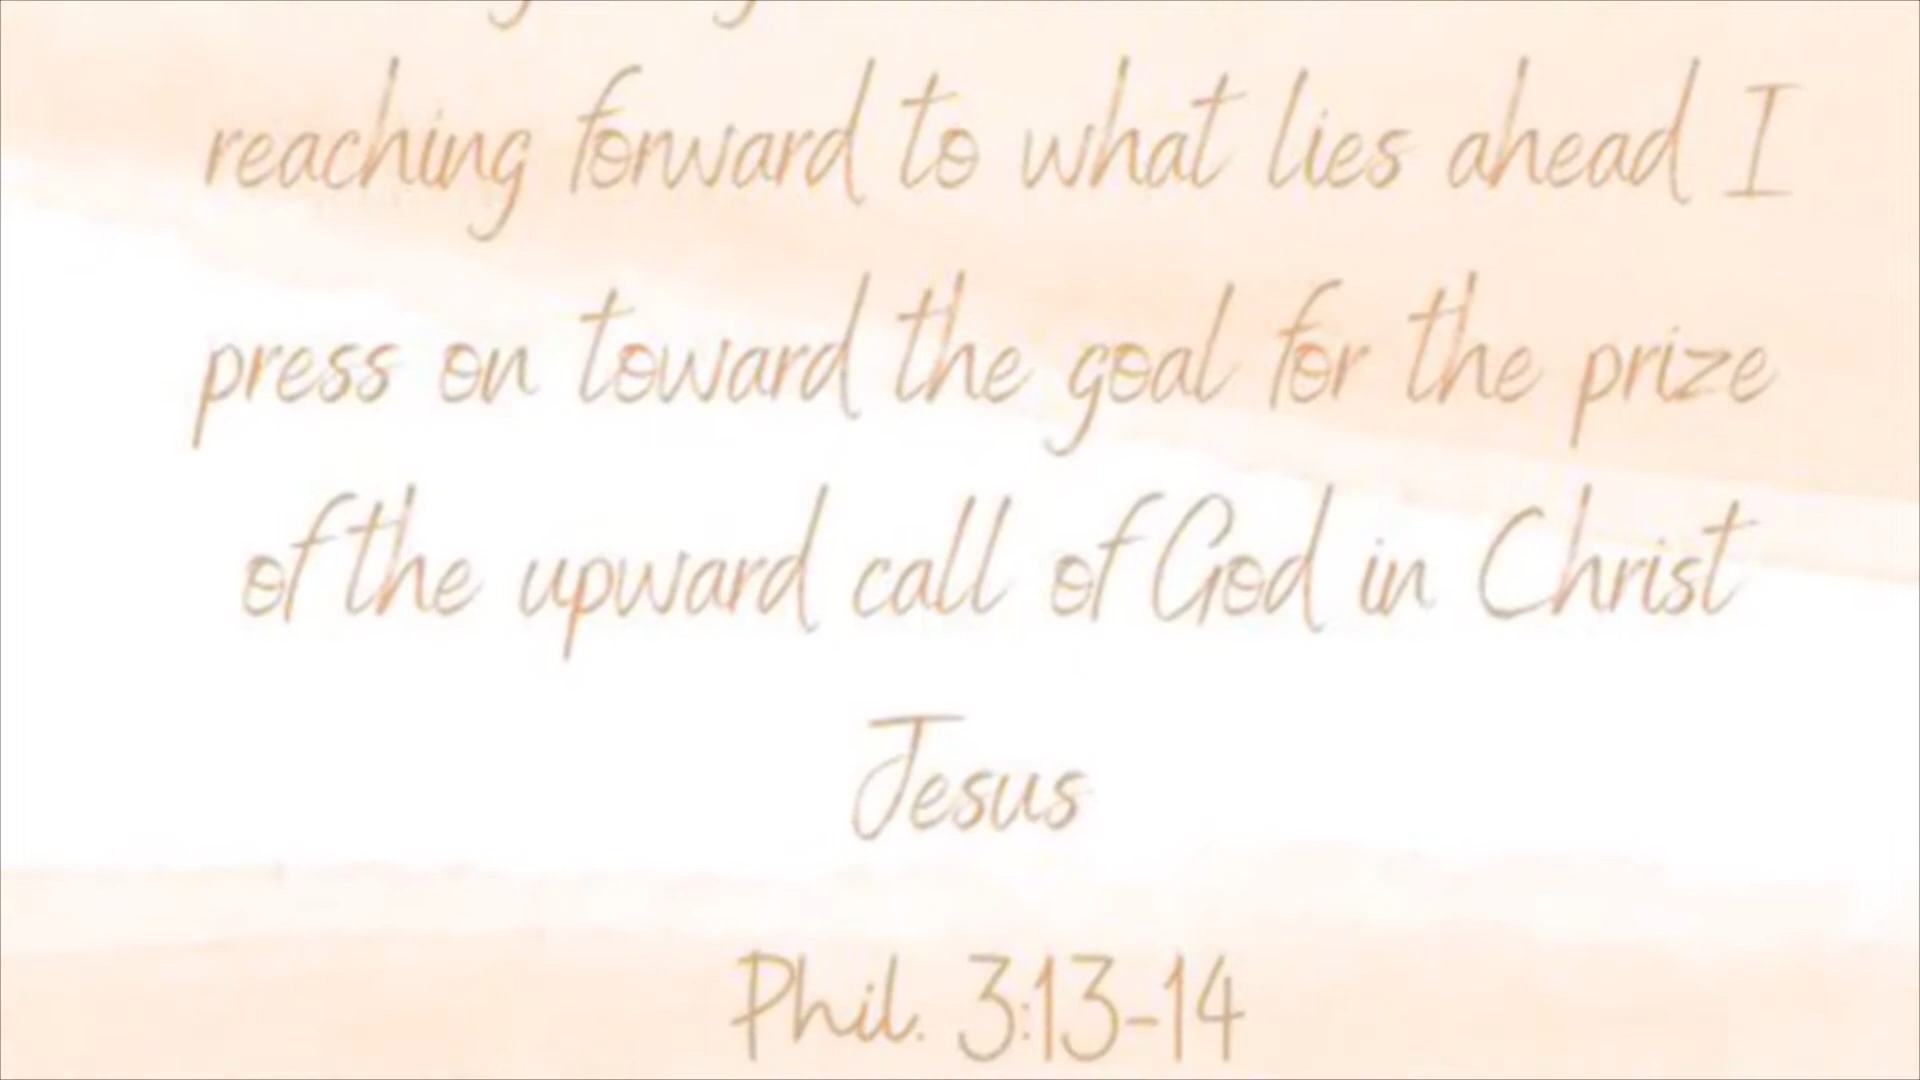 reaching forward to what lies ahead I
press on toward the goal for the prize
of the upward call of God in Christ
Jesus
Phil. 3:13-14